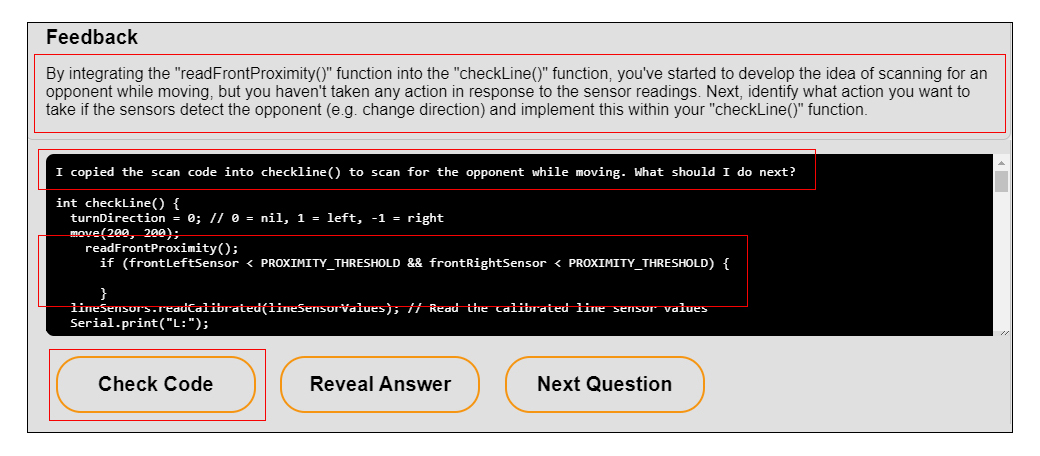 Feedback
By integrating the "readFrontProximity()" function into the "checkLine()" function, you've started to develop the idea of scanning for an
opponent while moving, but you haven't taken any action in response to the sensor readings. Next, identify what action you want to
take if the sensors detect the opponent (e.g. change direction) and implement this within your "checkLine()" function.
I copied the scan code into checkline() to scan for the opponent while moving. What should I do next?
int checkLine() {
turnDirection = 0; // 0 = nil, 1 = left, -1 = right
move(200, 200);
readFrontProximity();
if (frontLeftSensor < PROXIMITY_THRESHOLD && frontRightSensor < PROXIMITY_THRESHOLD) {
}
lineSensors.readCalibrated(lineSensorValues); // Read the calibrated line sensor values
Serial.print("L:");
Check Code Reveal Answer Next Question